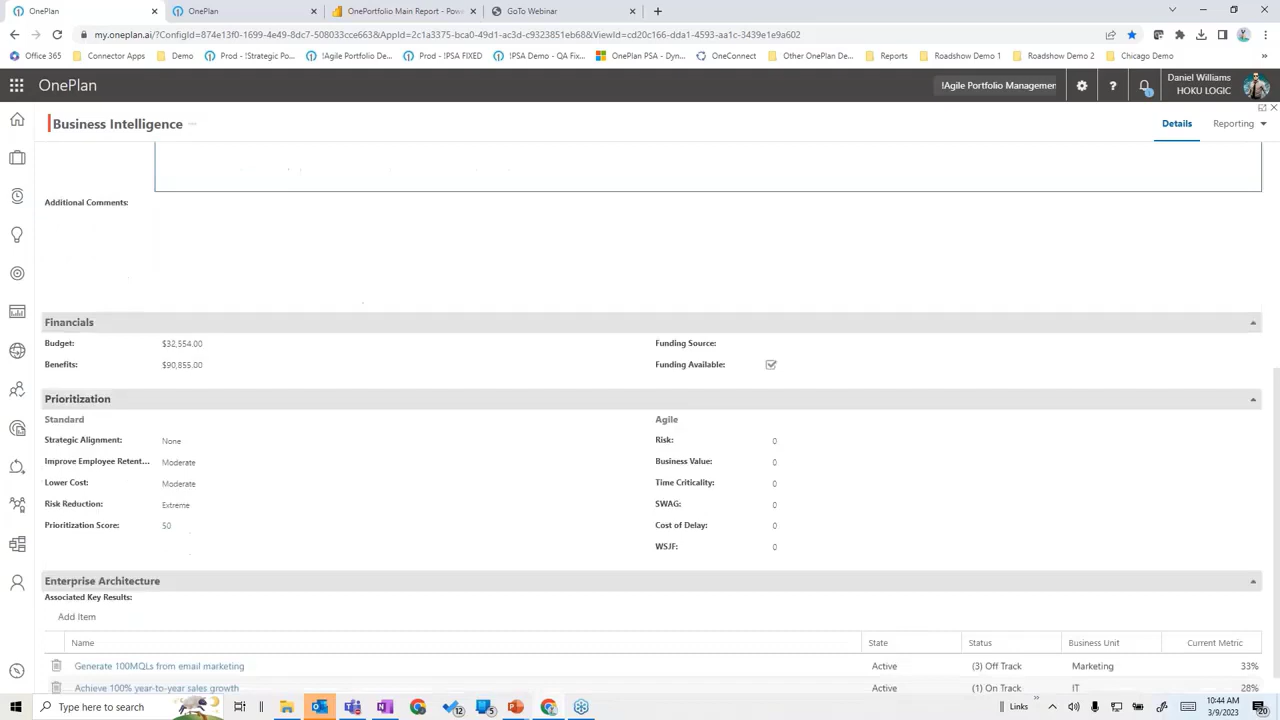 OnePlan
OnePlan
OnePortfolio Main Report - Power
GoTo Webinar
my.oneplan.ai/?ConfigId=874e13f0-1699-4e49-8dc7-508033cce663&AppId=2c1a3375-bca0-49d1-ac3d-c9323851eb68&ViewId=cd20c166-dda1-4593-aa1c-3439e1e9a602
Office 365
Connector Apps
Demo
Prod - !Strategic Po...
!Agile Portfolio De...
Prod - !PSA FIXED
!PSA Demo - QA Fix...
OnePlan PSA - Dyn...
OneConnect
Other OnePlan De...
Reports
Roadshow Demo 1
Roadshow Demo 2
Chicago Demo
»
OnePlan
!Agile Portfolio Management
Daniel Williams
HOKU LOGIC
Business Intelligence
Details
Reporting
Additional Comments:
Financials
Budget: $32,554.00 Funding Source:
Benefits: $90,855.00 Funding Available:
Prioritization
Standard Agile
Strategic Alignment: None Risk: 0
Improve Employee Retent... Moderate Business Value: 0
Lower Cost: Moderate Time Criticality: 0
Risk Reduction: Extreme SWAG: 0
Prioritization Score: 50 Cost of Delay: 0
WSJF: 0
Enterprise Architecture
Associated Key Results:
Add Item
Name State Status Business Unit Current Metric
Generate 100MQLs from email marketing Active (3) Off Track Marketing 33%
Achieve 100% year-to-year sales growth Active (1) On Track IT 28%
Type here to search
12
5
Links
10:44 AM
3/9/2023
20